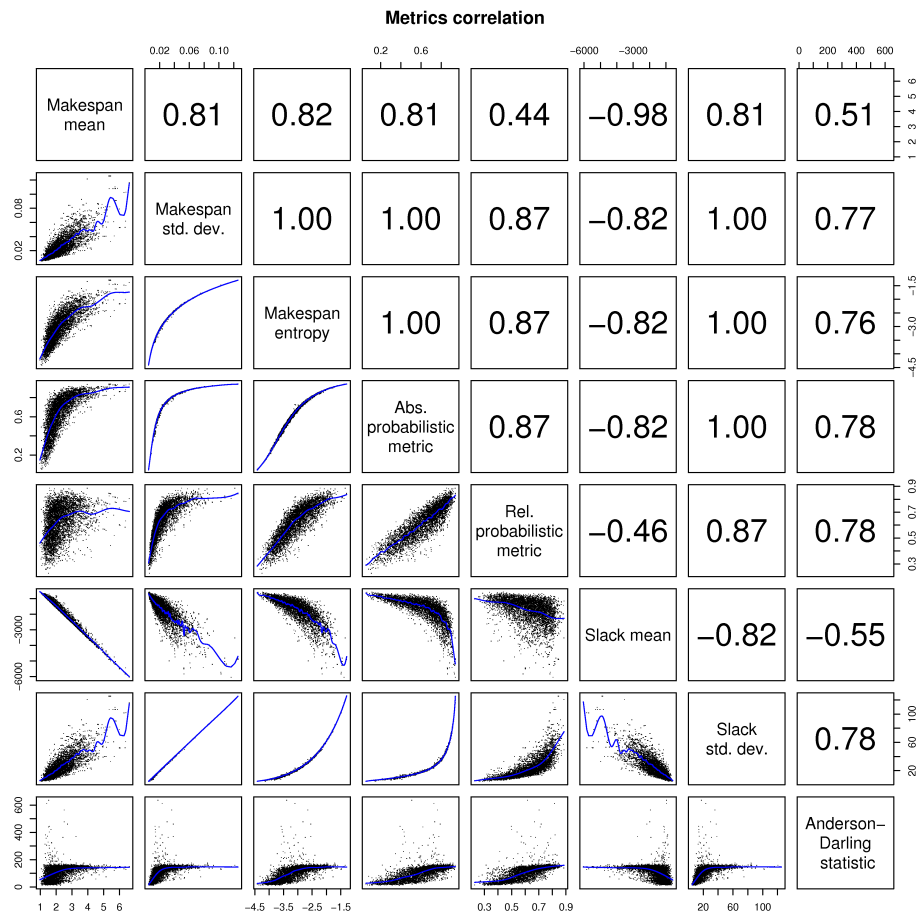 Metrics correlation
0.02 0.06 0.10 0.2 0.6 −6000 −3000 0 200 400 600
Makespan
mean
0.81 0.82 0.81 0.44 −0.98 0.81 0.51
1 2 3 4 5 6
0.02 0.08
Makespan
std. dev.
1.00 1.00 0.87 −0.82 1.00 0.77
Makespan
entropy
1.00 0.87 −0.82 1.00 0.76
−4.5 −3.0 −1.5
0.2 0.6
Abs.
probabilistic
metric
0.87 −0.82 1.00 0.78
Rel.
probabilistic
metric
−0.46 0.87 0.78
0.3 0.5 0.7 0.9
−6000 −3000
Slack mean
−0.82 −0.55
Slack
std. dev.
0.78
20 60 100
0 200 400 600
Anderson−
Darling
statistic
1 2 3 4 5 6 −4.5 −3.5 −2.5 −1.5 0.3 0.5 0.7 0.9 20 60 100